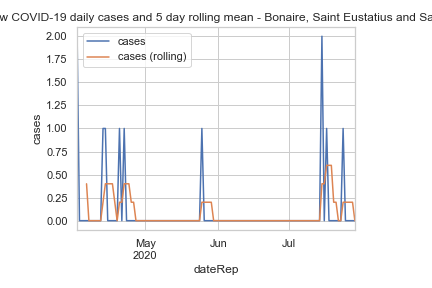 w COVID-19 daily cases and 5 day rolling mean - Bonaire, Saint Eustatius and Sa
cases
cases (rolling)
2.00
1.75
1.50
1.25
1.00
0.75
0.50
0.25
0.00
cases
May
2020
Jun
Jul
dateRep